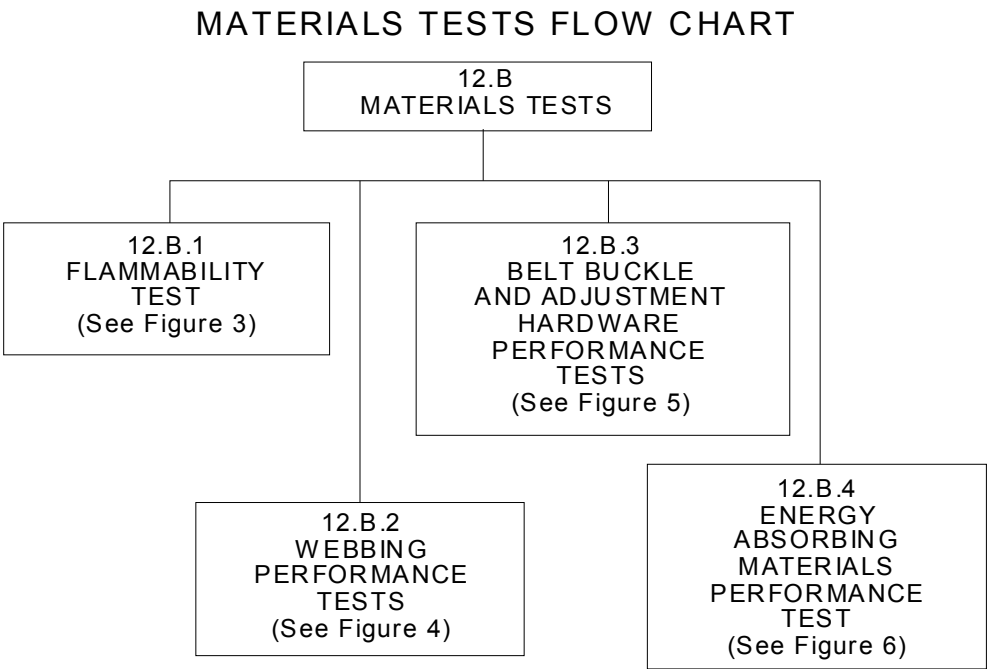 MATERIALS TESTS FLOW CHART
12.B
MATERIALS TESTS
12.B.1
FLAMMABILITY
TEST
(See Figure 3)
12.B.2
WEBBING
PERFORMANCE
TESTS
(See Figure 4)
12.B.3
BELT BUCKLE
AND ADJUSTMENT
HARDWARE
PERFORMANCE
TESTS
(See Figure 5)
12.B.4
ENERGY
ABSORBING
MATERIALS
PERFORMANCE
TEST
(See Figure 6)